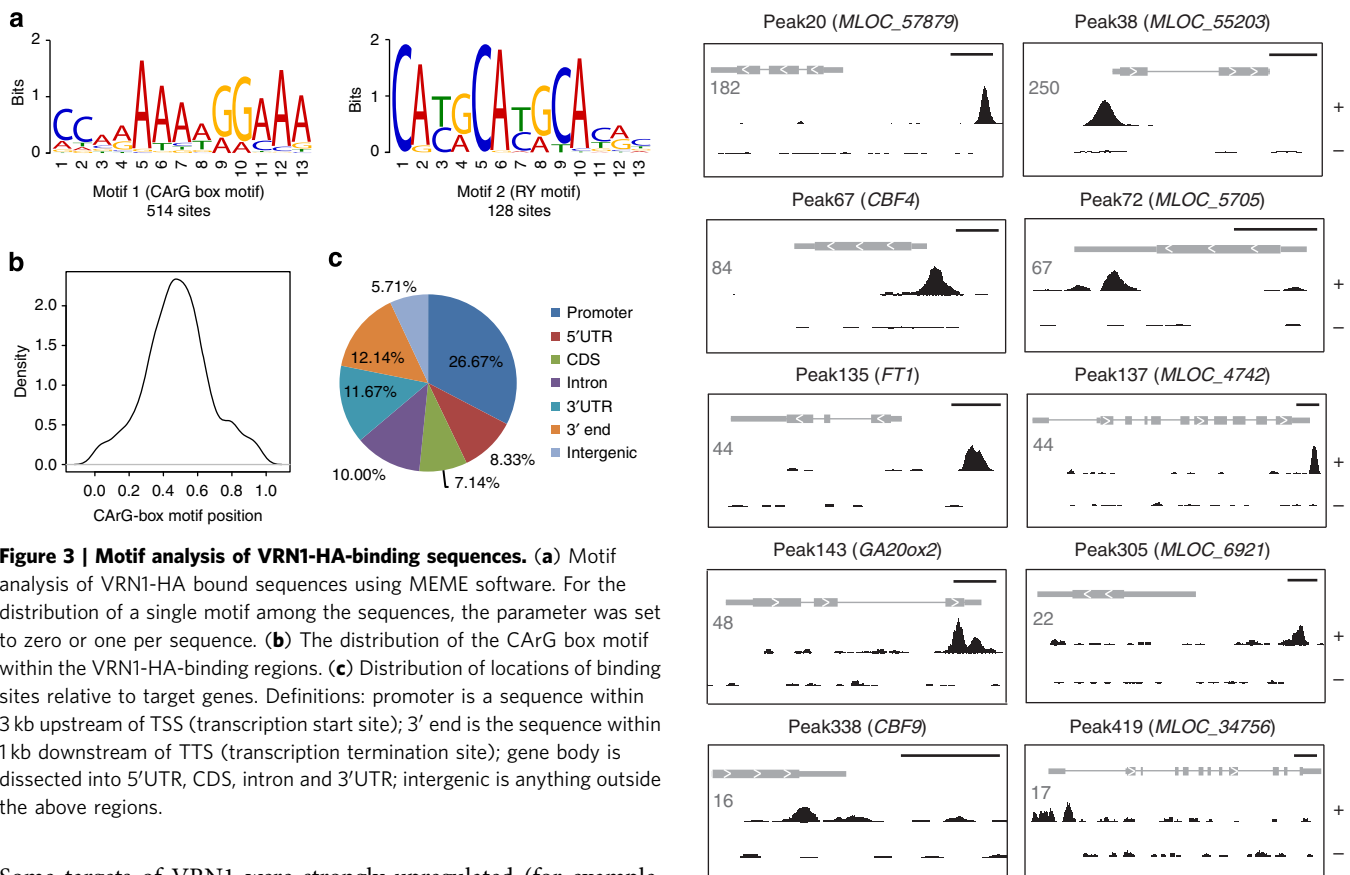 a
2
1
0
Bits
1 2 3 4 5 6 7 8 9 10 11 12 13
Motif 1 (CArG box motif)
514 sites
2
1
0
Bits
1 2 3 4 5 6 7 8 9 10 11 12 13
Motif 2 (RY motif)
128 sites
b
2.0
1.5
1.0
0.5
0.0
Density
0.0 0.2 0.4 0.6 0.8 1.0
CArG-box motif position
c
5.71%
12.14%
26.67%
11.67%
8.33%
10.00%
7.14%
Promoter
5′UTR
CDS
Intron
3′UTR
3′ end
Intergenic
Figure 3 | Motif analysis of VRN1-HA-binding sequences. (a) Motif
analysis of VRN1-HA bound sequences using MEME software. For the
distribution of a single motif among the sequences, the parameter was set
to zero or one per sequence. (b) The distribution of the CArG box motif
within the VRN1-HA-binding regions. (c) Distribution of locations of binding
sites relative to target genes. Definitions: promoter is a sequence within
3 kb upstream of TSS (transcription start site); 3′ end is the sequence within
1 kb downstream of TTS (transcription termination site); gene body is
dissected into 5′UTR, CDS, intron and 3′UTR; intergenic is anything outside
the above regions.
Peak20 (MLOC_57879)
182
Peak38 (MLOC_55203)
250
+
−
Peak67 (CBF4)
84
Peak72 (MLOC_5705)
67
+
−
Peak135 (FT1)
44
Peak137 (MLOC_4742)
44
+
−
Peak143 (GA20ox2)
48
Peak305 (MLOC_6921)
22
+
−
Peak338 (CBF9)
16
Peak419 (MLOC_34756)
17
+
−